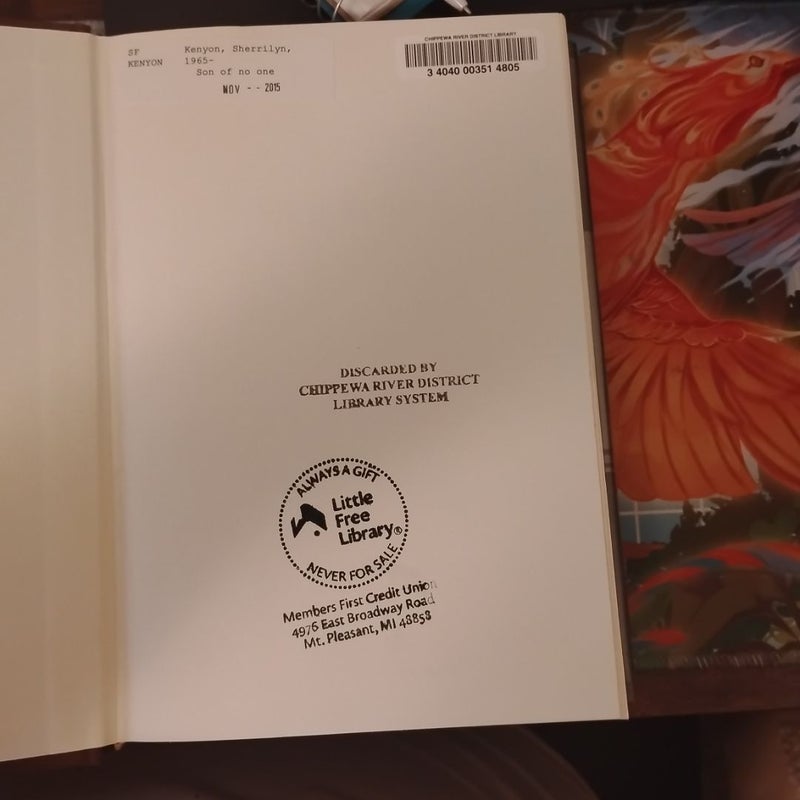 SF
KENYON
Kenyon, Sherrilyn,
1965-
Son of no one
NOV -- 2015
CHIPPEWA RIVER DISTRICT LIBRARY
3 4040 00351 4805
DISCARDED BY
CHIPPEWA RIVER DISTRICT
LIBRARY SYSTEM
ALWAYS A GIFT
Little
Free
Library®
NEVER FOR SALE
Members First Credit Union
4976 East Broadway Road
Mt. Pleasant, MI 48858